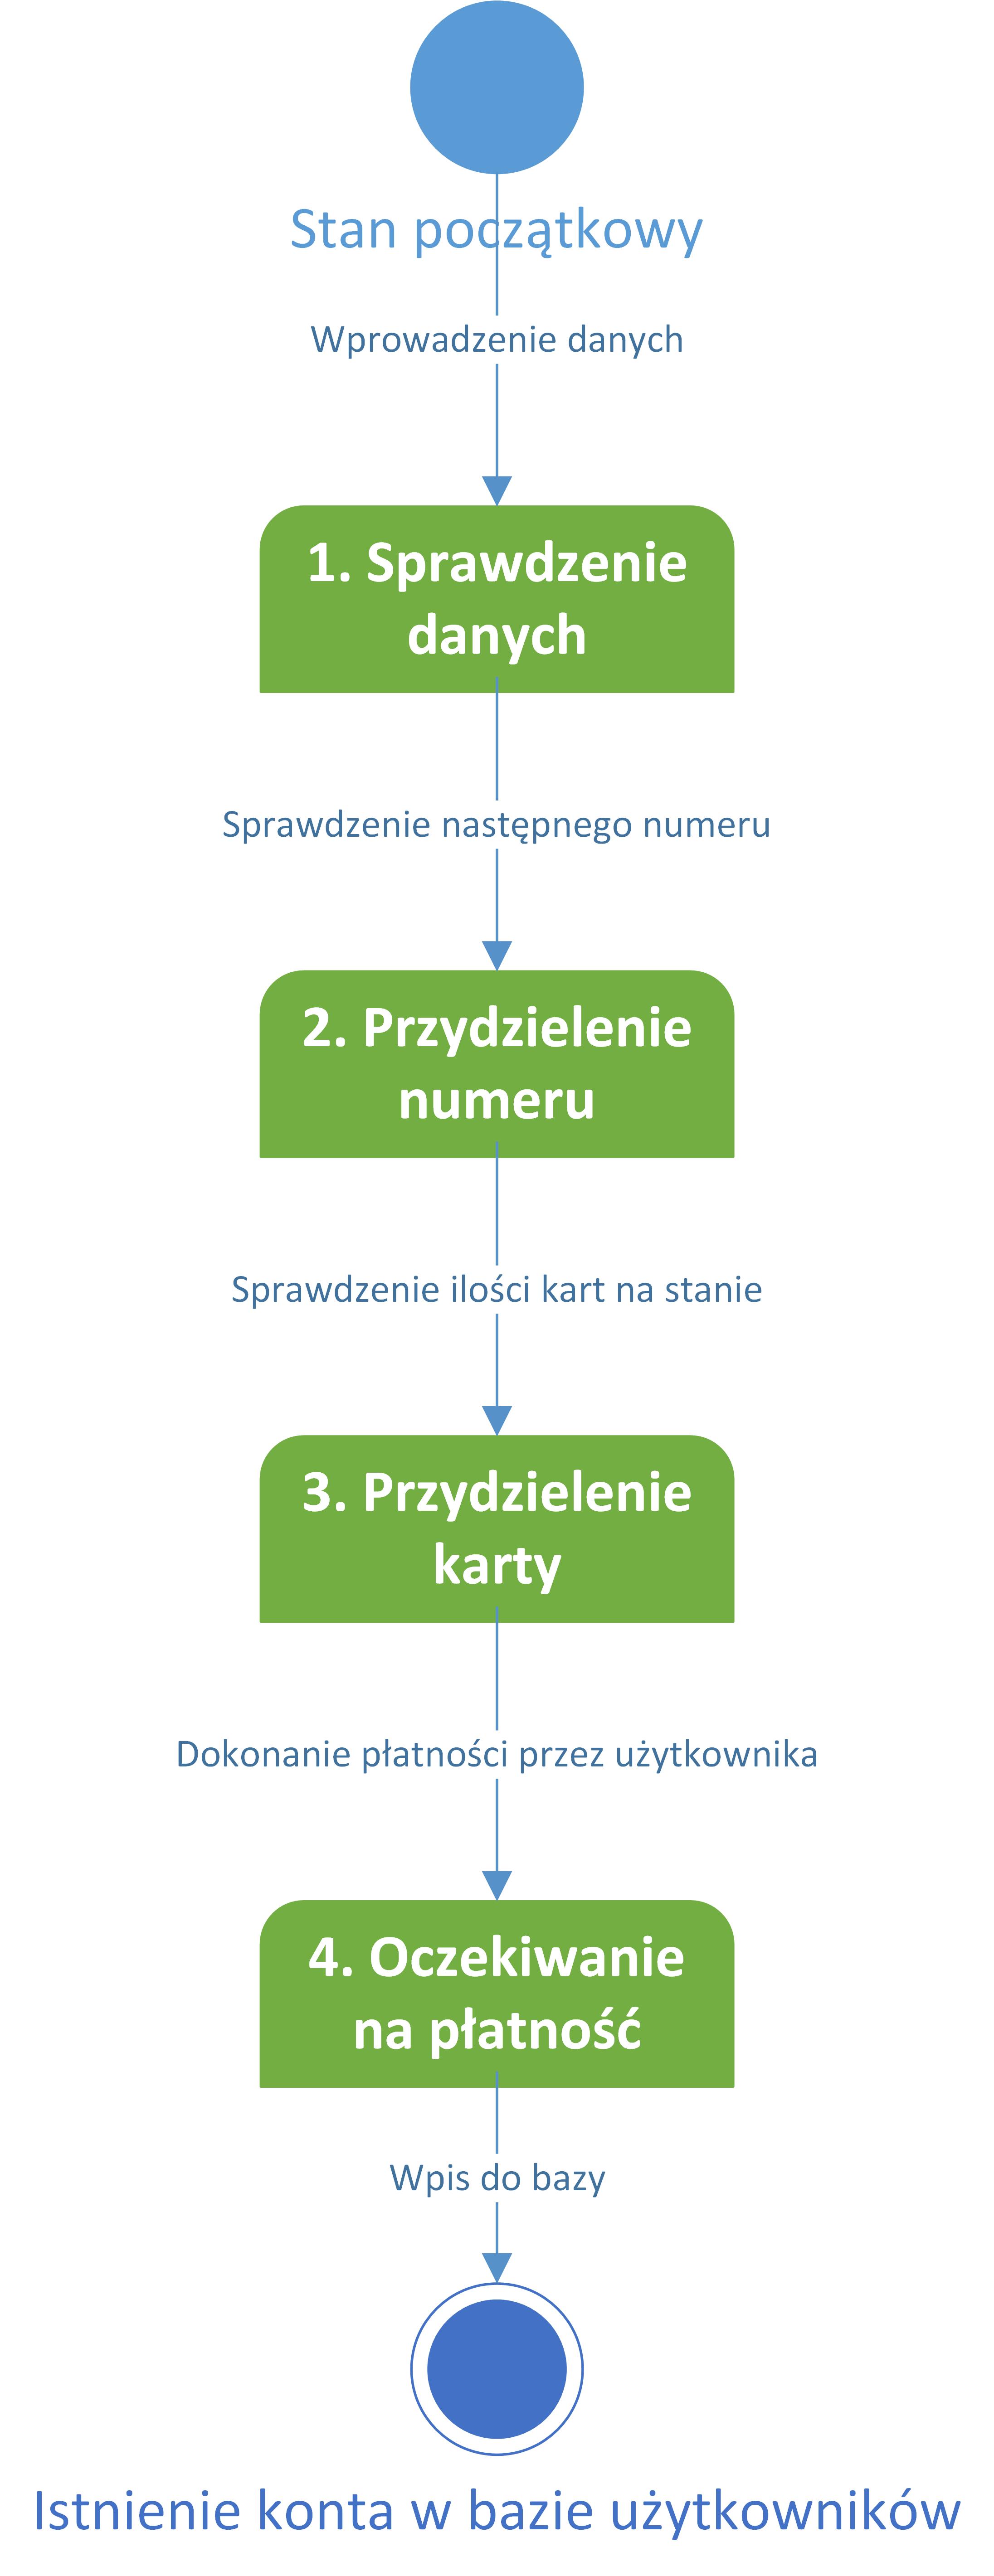 Stan początkowy
Wprowadzenie danych
1. Sprawdzenie
danych
Sprawdzenie następnego numeru
2. Przydzielenie
numeru
Sprawdzenie ilości kart na stanie
3. Przydzielenie
karty
Dokonanie płatności przez użytkownika
4. Oczekiwanie
na płatność
Wpis do bazy
Istnienie konta w bazie użytkowników